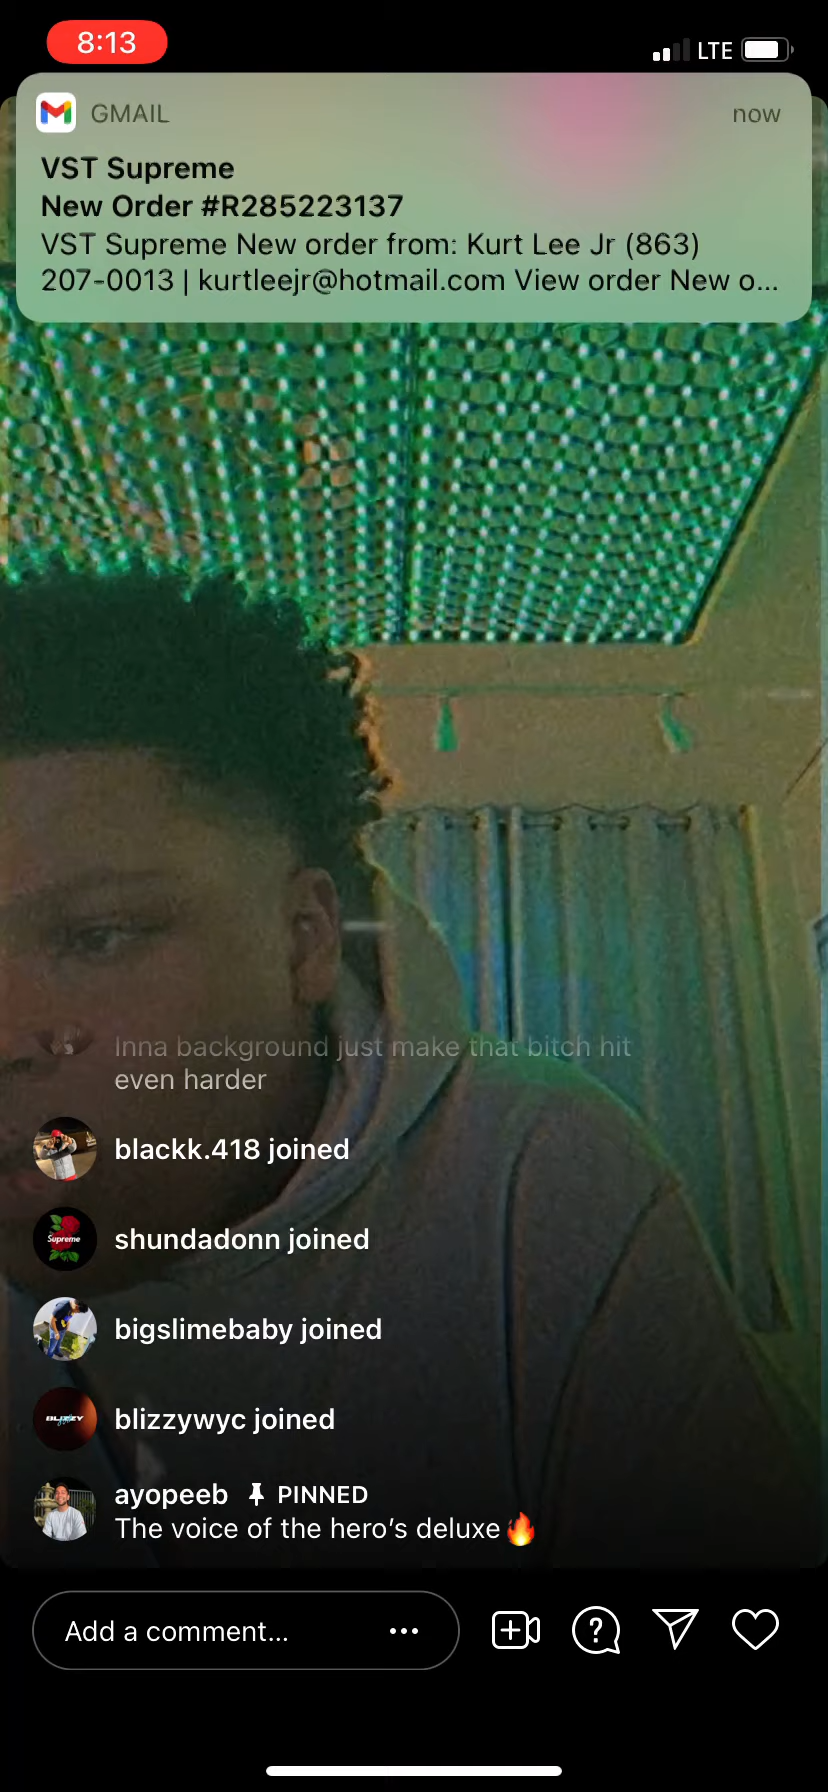 8:13
LTE
GMAIL
now
VST Supreme
New Order #R285223137
VST Supreme New order from: Kurt Lee Jr (863)
207-0013 | kurtleejr@hotmail.com View order New o...
Inna background just make that bitch hit
even harder
blackk.418 joined
Supreme
shundadonn joined
bigslimebaby joined
BLIZZY
blizzywyc joined
ayopeeb PINNED
The voice of the hero's deluxe🔥
Add a comment...